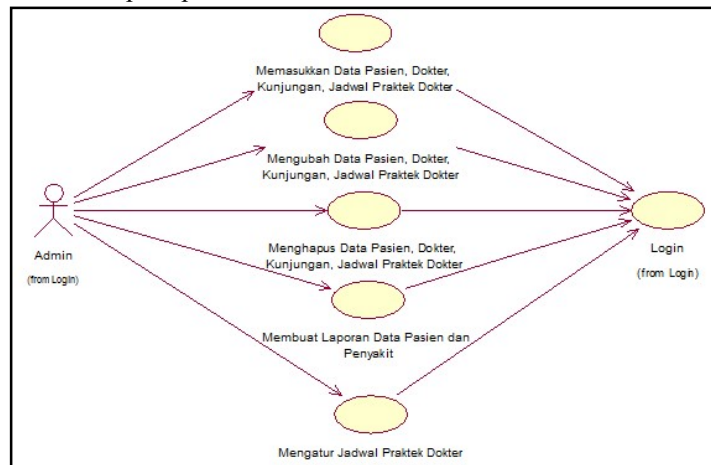 Memasukkan Data Pasien, Dokter,
Kunjungan, Jadwal Praktek Dokter
Mengubah Data Pasien, Dokter,
Kunjungan, Jadwal Praktek Dokter
Admin
(from Login)
Login
(from Login)
Menghapus Data Pasien, Dokter,
Kunjungan, Jadwal Praktek Dokter
Membuat Laporan Data Pasien dan
Penyakit
Mengatur Jadwal Praktek Dokter